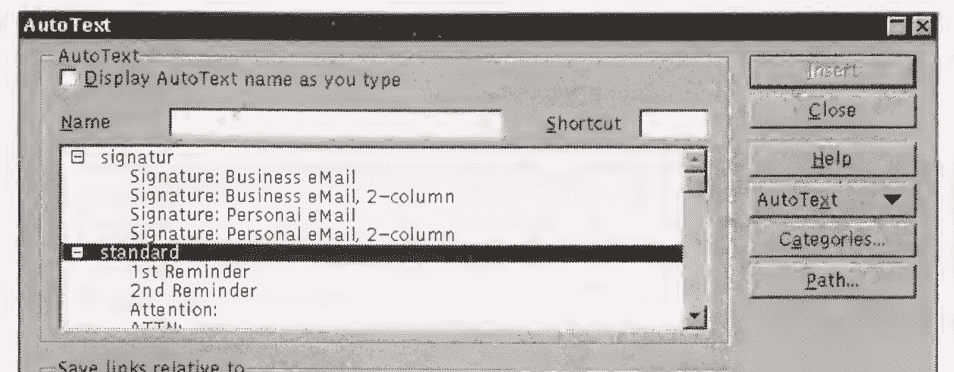 AutoText
AutoText
Display AutoText name as you type
Name
Shortcut
signatur
Signature: Business eMail
Signature: Business eMail, 2-column
Signature: Personal eMail
Signature: Personal eMail, 2-column
standard
1st Reminder
2nd Reminder
Attention:
ATTN:
Save links relative to
Insert
Close
Help
AutoText
Categories...
Path...